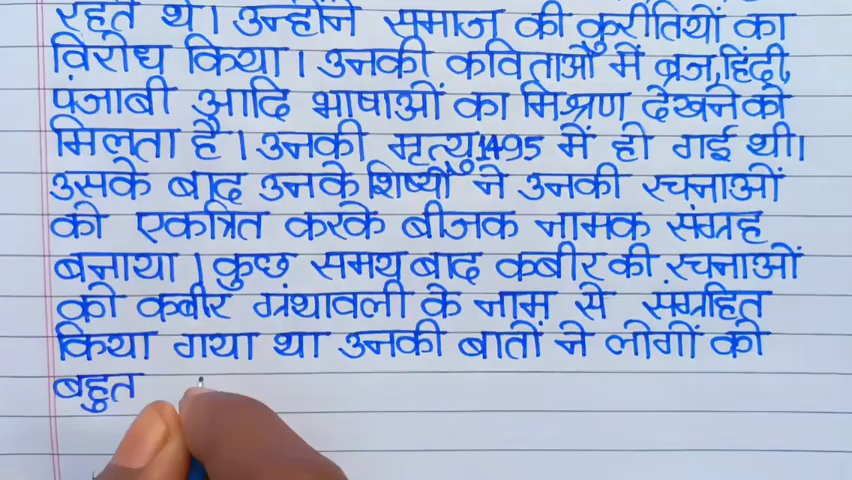 रहते थे। उन्होंने समाज की कुरीतियों का
विरोध किया। उनकी कविताओं में ब्रज,हिंदी,
पंजाबी आदि भाषाओं का मिश्रण देखने को
मिलता है। उनकी मृत्यु 1495 में हो गई थी।
उसके बाद उनके शिष्यों ने उनकी रचनाओं
को एकत्रित करके बीजक नामक संग्रह
बनाया। कुछ समय बाद कबीर की रचनाओं
को कबीर ग्रंथावली के नाम से संग्रहित
किया गया था उनकी बातों ने लोगों को
बहुत